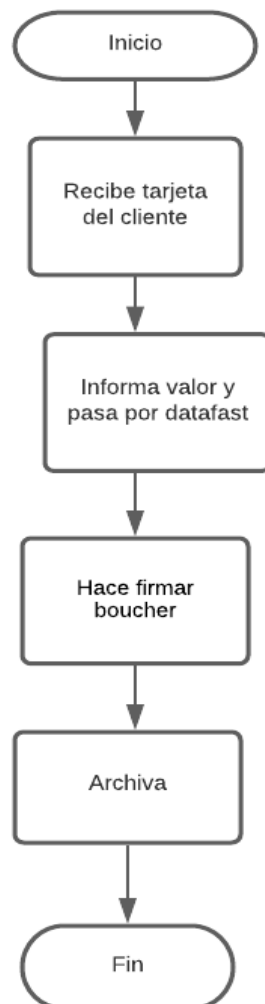 Inicio
Recibe tarjeta
del cliente
Informa valor y
pasa por datafast
Hace firmar
boucher
Archiva
Fin